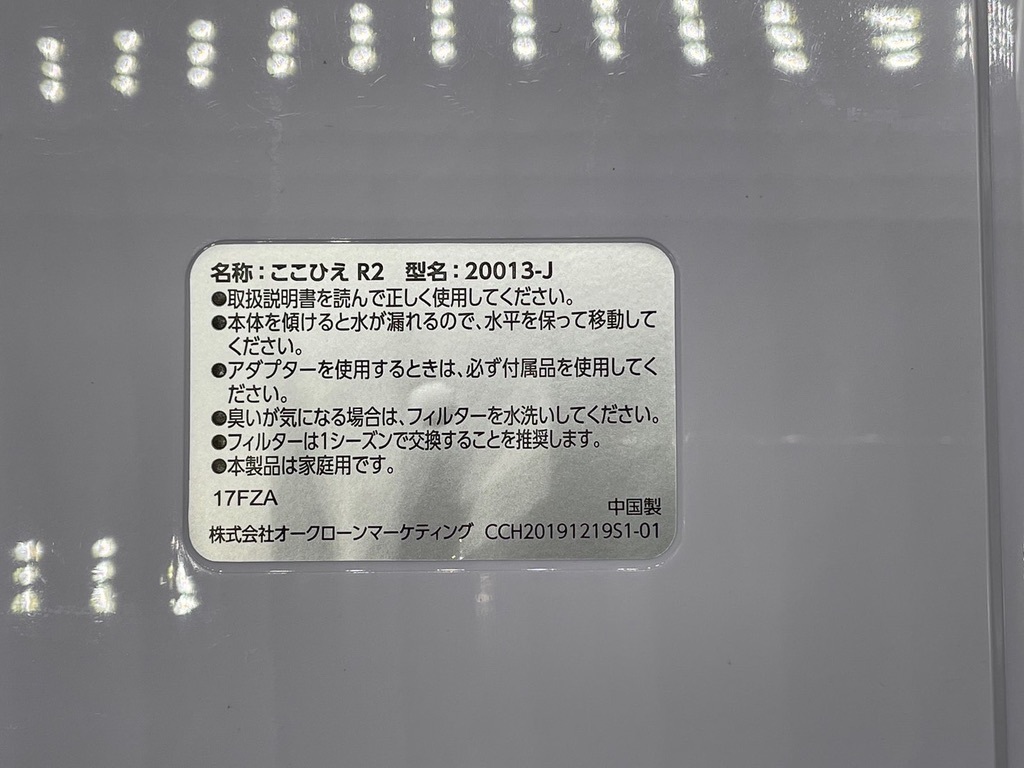 名称：ここひえ R2　型名：20013-J
●取扱説明書を読んで正しく使用してください。
●本体を傾けると水が漏れるので、水平を保って移動して
ください。
●アダプターを使用するときは、必ず付属品を使用してく
ださい。
●臭いが気になる場合は、フィルターを水洗いしてください。
●フィルターは1シーズンで交換することを推奨します。
●本製品は家庭用です。
17FZA
中国製
株式会社オークローンマーケティング　CCH20191219S1-01